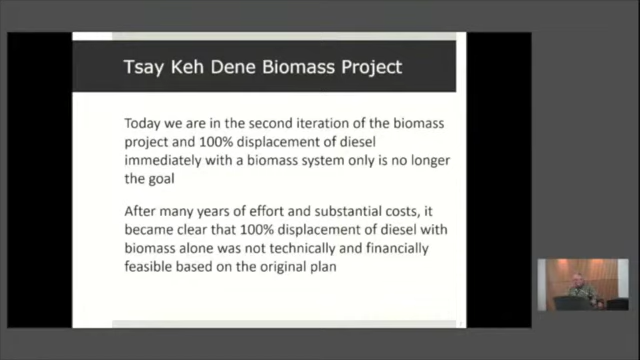 Tsay Keh Dene Biomass Project
Today we are in the second iteration of the biomass
project and 100% displacement of diesel
immediately with a biomass system only is no longer
the goal
After many years of effort and substantial costs, it
became clear that 100% displacement of diesel with
biomass alone was not technically and financially
feasible based on the original plan